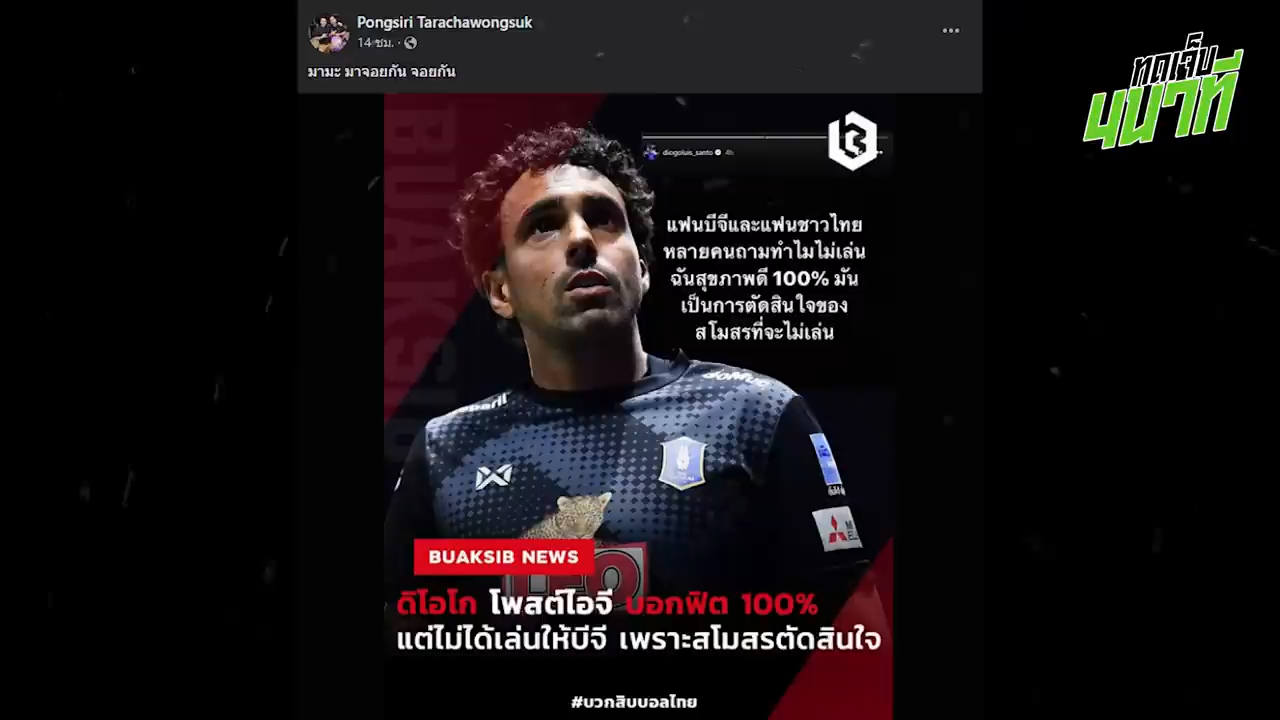 Pongsiri Tarachawongsuk
14 ชม.
มามะ มาจอยกัน จอยกัน
ทดเจ็บ
4นาที
BUAKSIB
diogoluis_santo 4h
แฟนบีจีและแฟนชาวไทย
หลายคนถามทำไมไม่เล่น
ฉันสุขภาพดี 100% มัน
เป็นการตัดสินใจของ
สโมสรที่จะไม่เล่น
LEO
BUAKSIB NEWS
ดิโอโก โพสต์ไอจี บอกฟิต 100%
แต่ไม่ได้เล่นให้บีจี เพราะสโมสรตัดสินใจ
#บวกสิบบอลไทย